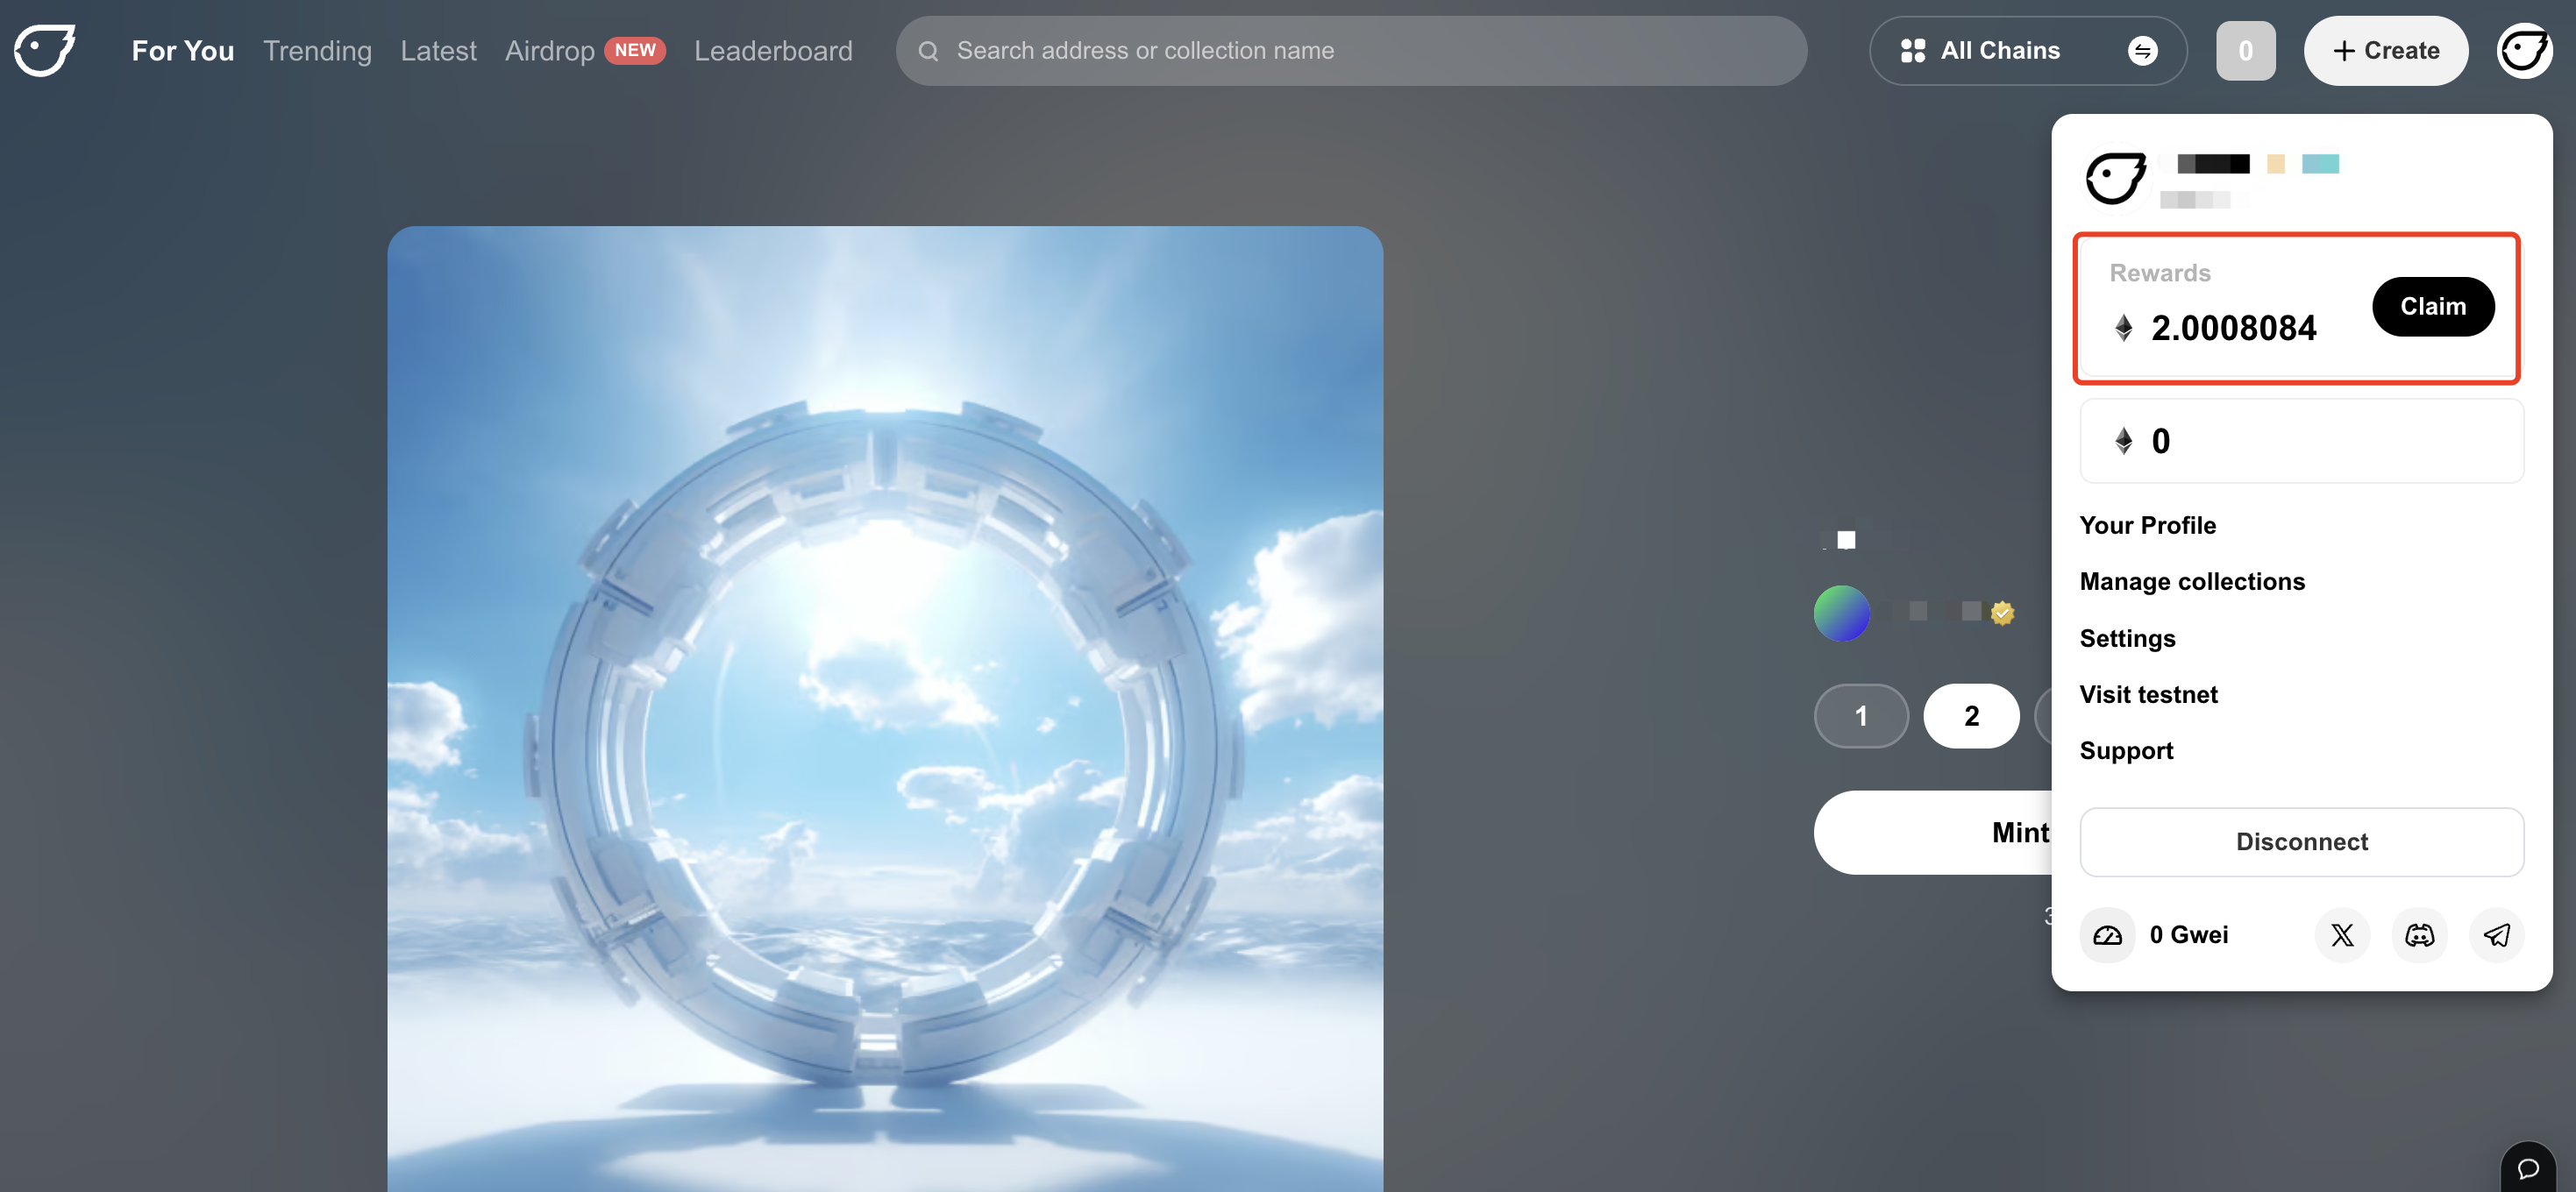 For You Trending Latest Airdrop NEW Leaderboard Search address or collection name All Chains 0 + Create
Rewards
2.0008084
Claim
0
Your Profile
Manage collections
Settings
Visit testnet
Support
Disconnect
0 Gwei
1 2
Mint